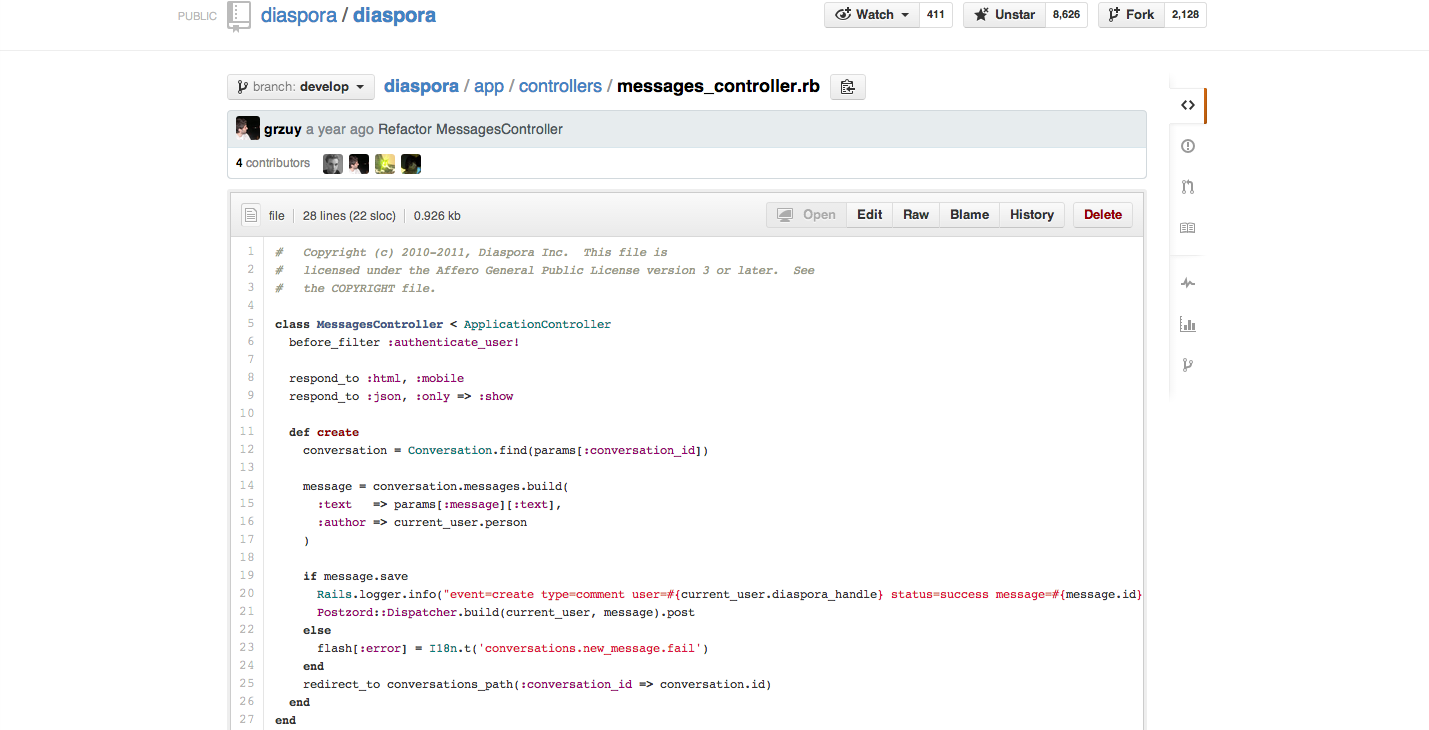 PUBLIC diaspora / diaspora Watch 411 Unstar 8,626 Fork 2,128
branch: develop diaspora / app / controllers / messages_controller.rb
grzuy a year ago Refactor MessagesController
4 contributors
file 28 lines (22 sloc) 0.926 kb Open Edit Raw Blame History Delete
1 #   Copyright (c) 2010-2011, Diaspora Inc.  This file is
2 #   licensed under the Affero General Public License version 3 or later.  See
3 #   the COPYRIGHT file.
4
5 class MessagesController < ApplicationController
6   before_filter :authenticate_user!
7
8   respond_to :html, :mobile
9   respond_to :json, :only => :show
10
11   def create
12     conversation = Conversation.find(params[:conversation_id])
13
14     message = conversation.messages.build(
15       :text   => params[:message][:text],
16       :author => current_user.person
17     )
18
19     if message.save
20       Rails.logger.info("event=create type=comment user=#{current_user.diaspora_handle} status=success message=#{message.id}
21       Postzord::Dispatcher.build(current_user, message).post
22     else
23       flash[:error] = I18n.t('conversations.new_message.fail')
24     end
25     redirect_to conversations_path(:conversation_id => conversation.id)
26   end
27 end